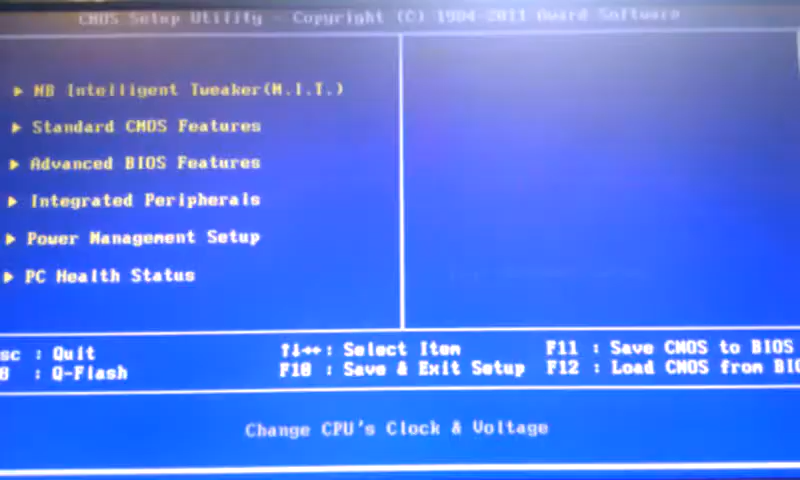 CMOS Setup Utility - Copyright (C) 1984-2011 Award Software
▶ MB Intelligent Tweaker(M.I.T.)
▶ Standard CMOS Features
▶ Advanced BIOS Features
▶ Integrated Peripherals
▶ Power Management Setup
▶ PC Health Status
sc : Quit ↑↓→←: Select Item F11 : Save CMOS to BIOS
8 : Q-Flash F10 : Save & Exit Setup F12 : Load CMOS from BIO
Change CPU's Clock & Voltage